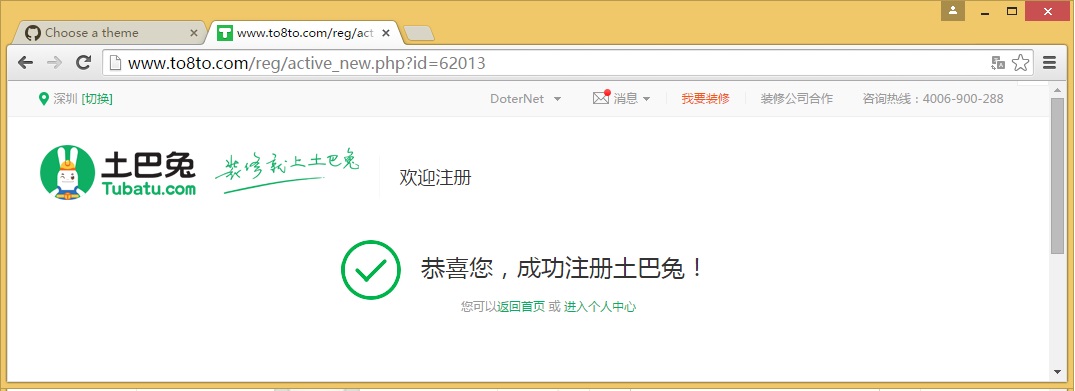 Choose a theme
www.to8to.com/reg/act
www.to8to.com/reg/active_new.php?id=62013
深圳 [切换] DoterNet 消息 我要装修 装修公司合作 咨询热线：4006-900-288
土巴兔 装修就上土巴兔
Tubatu.com
欢迎注册
恭喜您，成功注册土巴兔！
您可以返回首页 或 进入个人中心